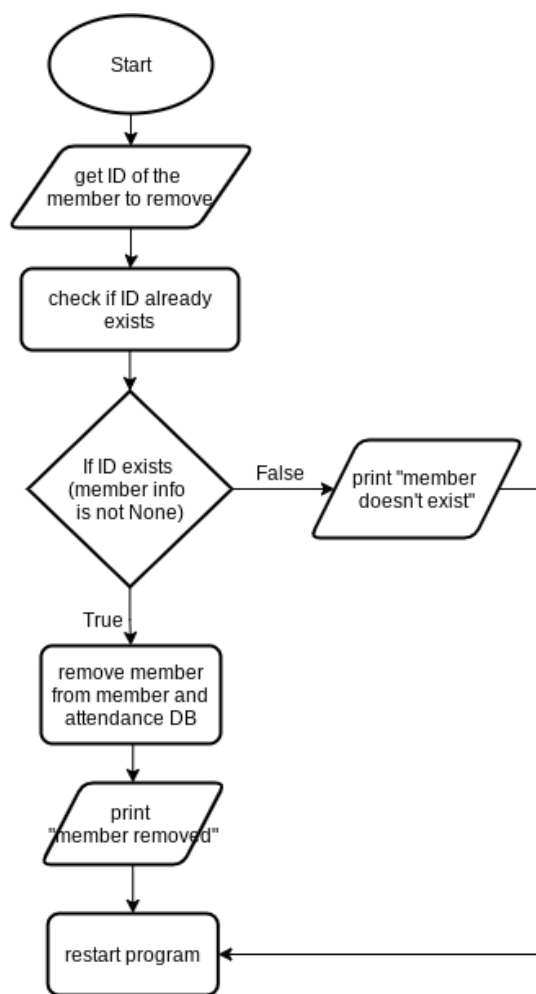 Start
get ID of the
member to remove
check if ID already
exists
If ID exists
(member info
is not None)
False
print "member
doesn't exist"
True
remove member
from member and
attendance DB
print
"member removed"
restart program